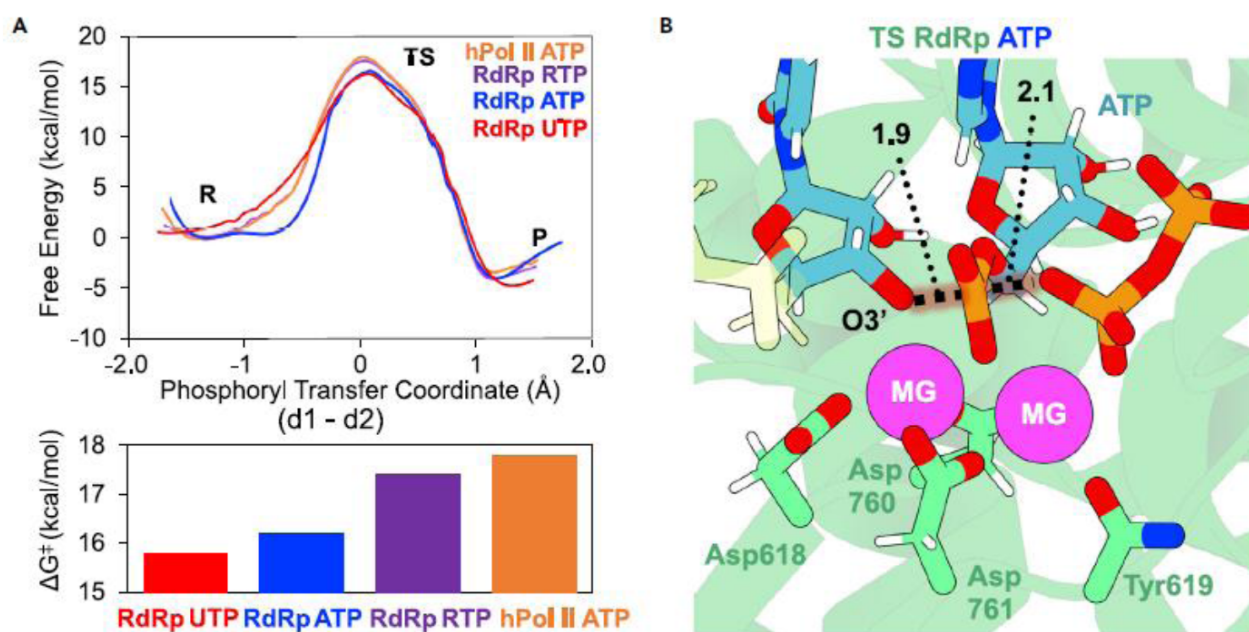 A
Free Energy (kcal/mol)
20
15
10
5
0
-5
-10
R
TS
P
hPol II ATP
RdRp RTP
RdRp ATP
RdRp UTP
-2.0
-1
0
1
2.0
Phosphoryl Transfer Coordinate (Å)
(d1 - d2)
ΔG‡ (kcal/mol)
18
17
16
15
RdRp UTP RdRp ATP RdRp RTP hPol II ATP
B
TS RdRp ATP
2.1
ATP
1.9
O3'
MG
MG
Asp
760
Asp618
Asp
761
Tyr619